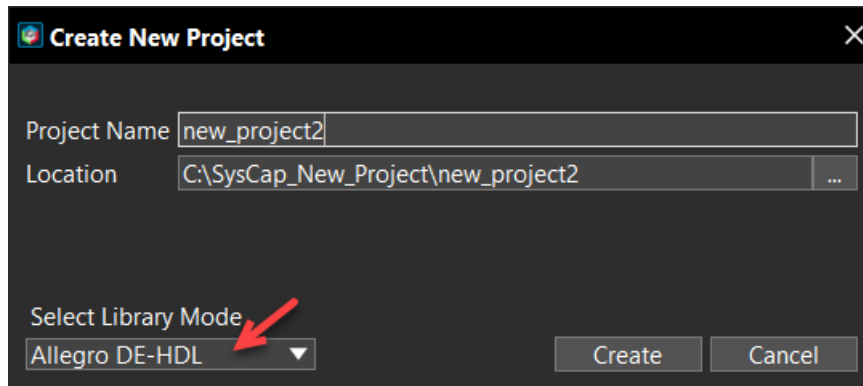 Create New Project
Project Name new_project2
Location C:\SysCap_New_Project\new_project2 ...
Select Library Mode
Allegro DE-HDL Create Cancel